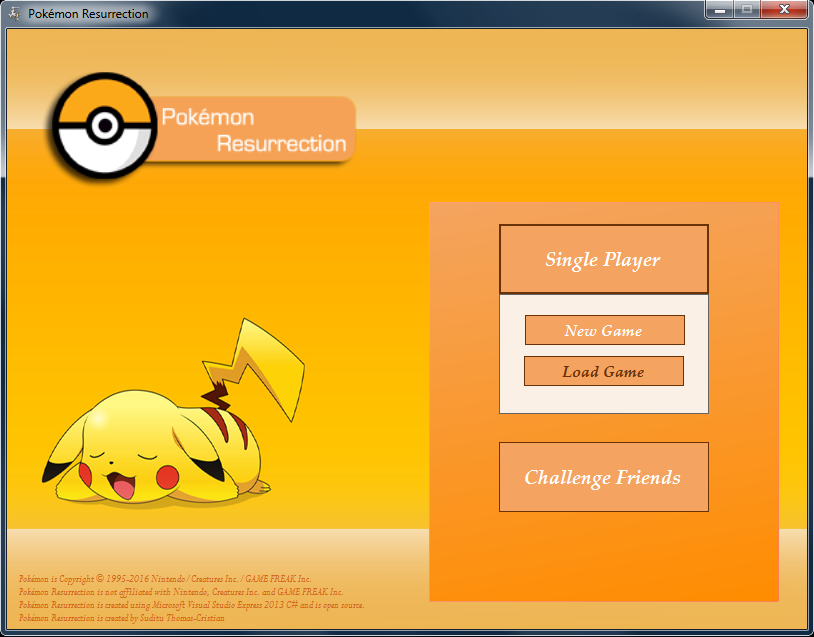 Pokémon Resurrection
Pokémon
Resurrection
Single Player
New Game
Load Game
Challenge Friends
Pokémon is Copyright © 1995-2016 Nintendo/ Creatures Inc. / GAME FREAK Inc.
Pokémon Resurrection is not affiliated with Nintendo, Creatures Inc. and GAME FREAK Inc.
Pokémon Resurrection is created using Microsoft Visual Studio Express 2013 C# and is open source.
Pokémon Resurrection is created by Suditu Thomas-Cristian